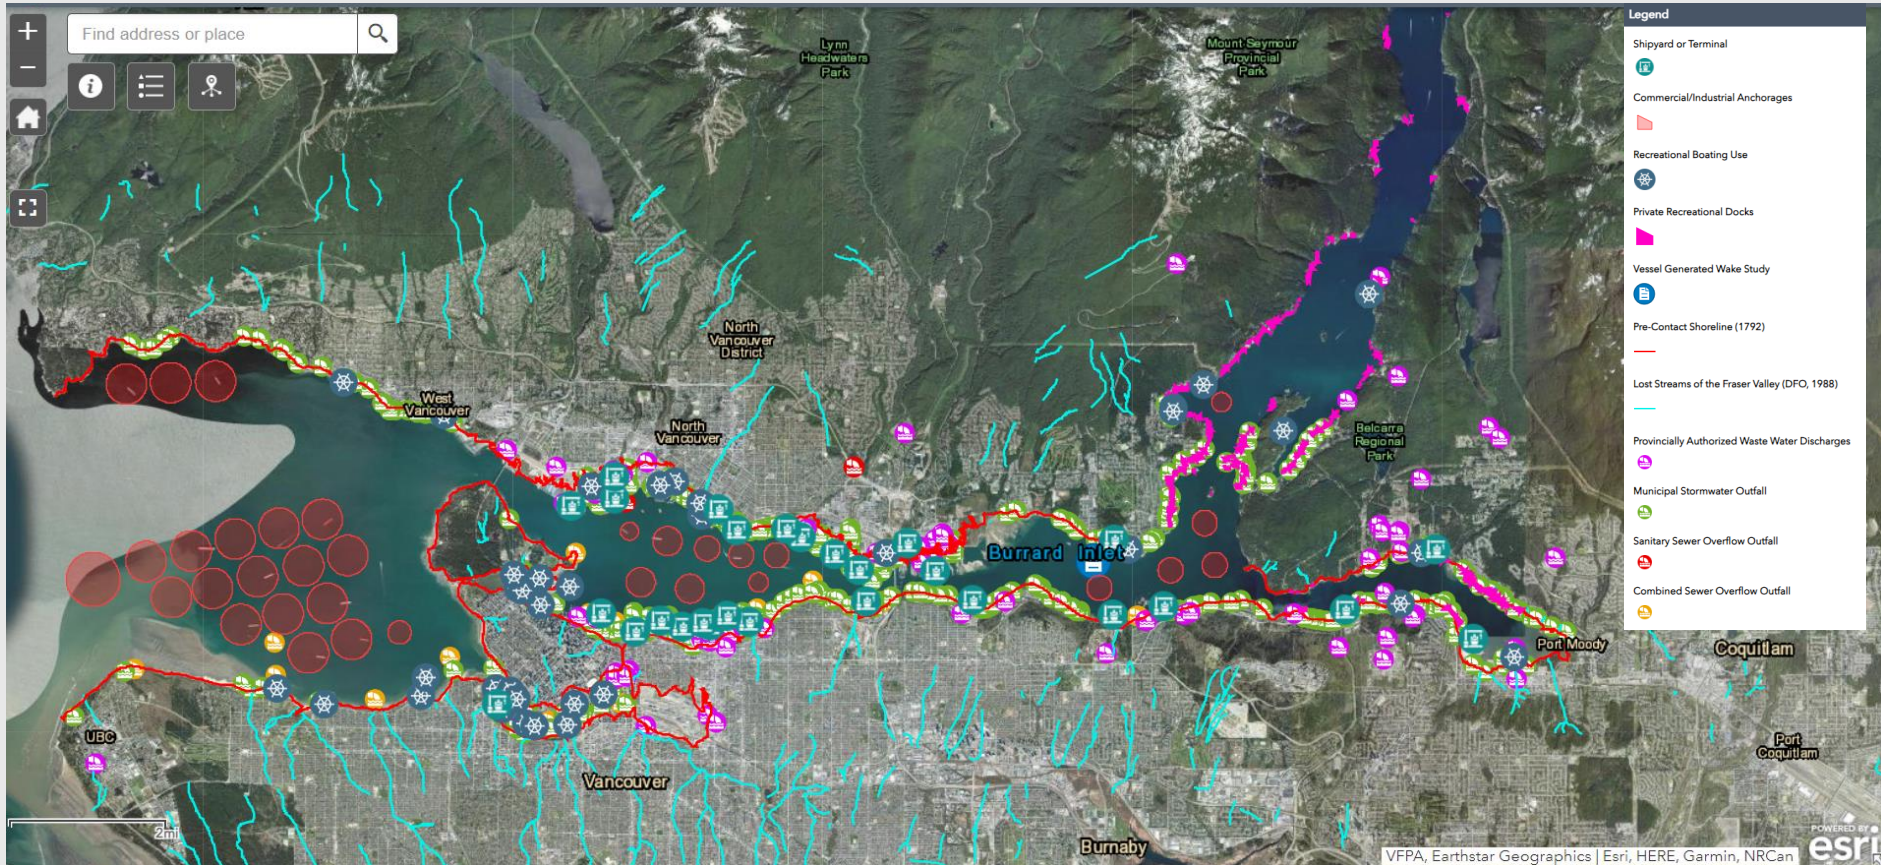 +
Find address or place
−
Lynn
Headwaters
Park
Mount Seymour
Provincial
Park
North
Vancouver
District
West
Vancouver
North
Vancouver
Belcarra
Regional
Park
Burrard Inlet
Port Moody
Coquitlam
UBC
Port
Coquitlam
Vancouver
2mi
Burnaby
Legend
Shipyard or Terminal
Commercial/Industrial Anchorages
Recreational Boating Use
Private Recreational Docks
Vessel Generated Wake Study
Pre-Contact Shoreline (1792)
Lost Streams of the Fraser Valley (DFO, 1988)
Provincially Authorized Waste Water Discharges
Municipal Stormwater Outfall
Sanitary Sewer Overflow Outfall
Combined Sewer Overflow Outfall
POWERED BY
esri
VFPA, Earthstar Geographics | Esri, HERE, Garmin, NRCan